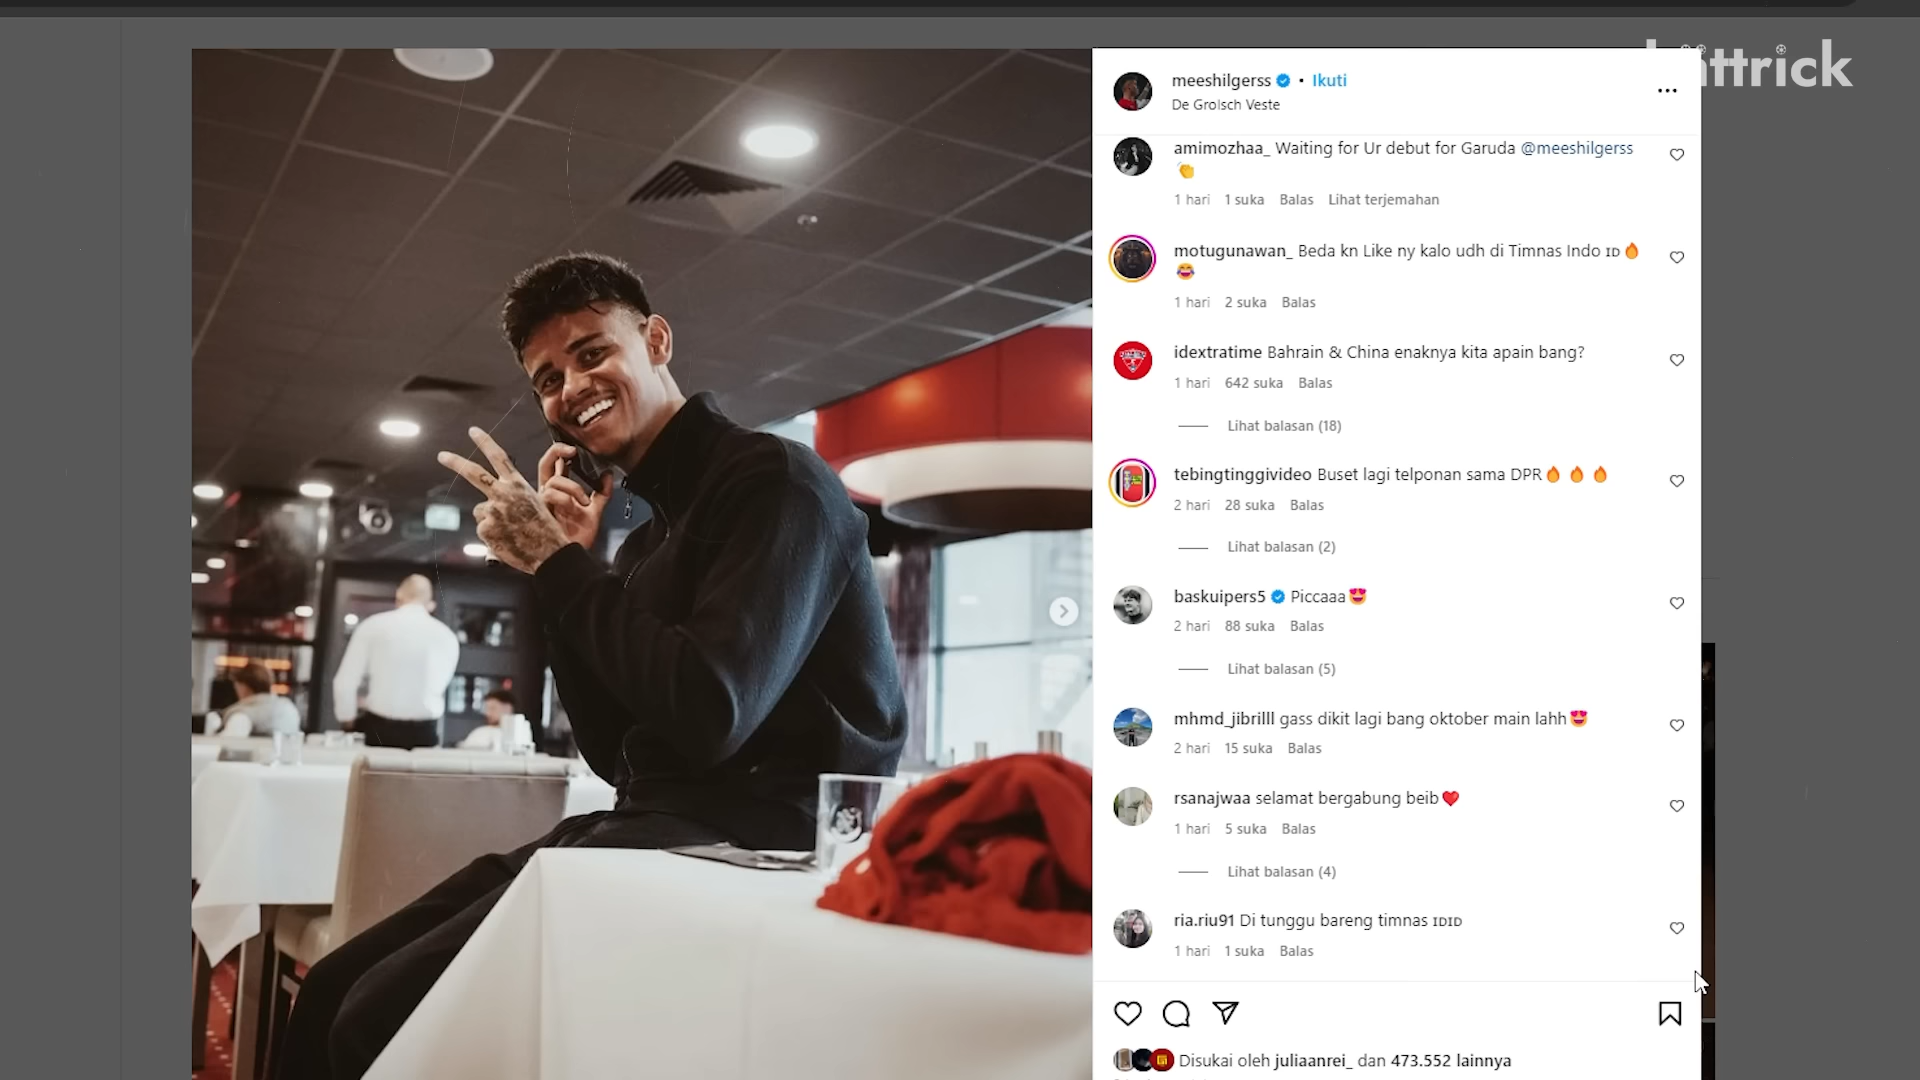 ttrick
meeshilgerss • Ikuti
De Grolsch Veste
amimozhaa_ Waiting for Ur debut for Garuda @meeshilgerss
👏
1 hari 1 suka Balas Lihat terjemahan
motugunawan_ Beda kn Like ny kalo udh di Timnas Indo ɪᴅ🔥
😂
1 hari 2 suka Balas
idextratime Bahrain & China enaknya kita apain bang?
1 hari 642 suka Balas
Lihat balasan (18)
tebingtinggivideo Buset lagi telponan sama DPR🔥🔥🔥
2 hari 28 suka Balas
Lihat balasan (2)
baskuipers5 Piccaaa😍
2 hari 88 suka Balas
Lihat balasan (5)
mhmd_jibrilll gass dikit lagi bang oktober main lahh😍
2 hari 15 suka Balas
rsanajwaa selamat bergabung beib❤️
1 hari 5 suka Balas
Lihat balasan (4)
ria.riu91 Di tunggu bareng timnas ɪᴅɪᴅ
1 hari 1 suka Balas
Disukai oleh juliaanrei_ dan 473.552 lainnya